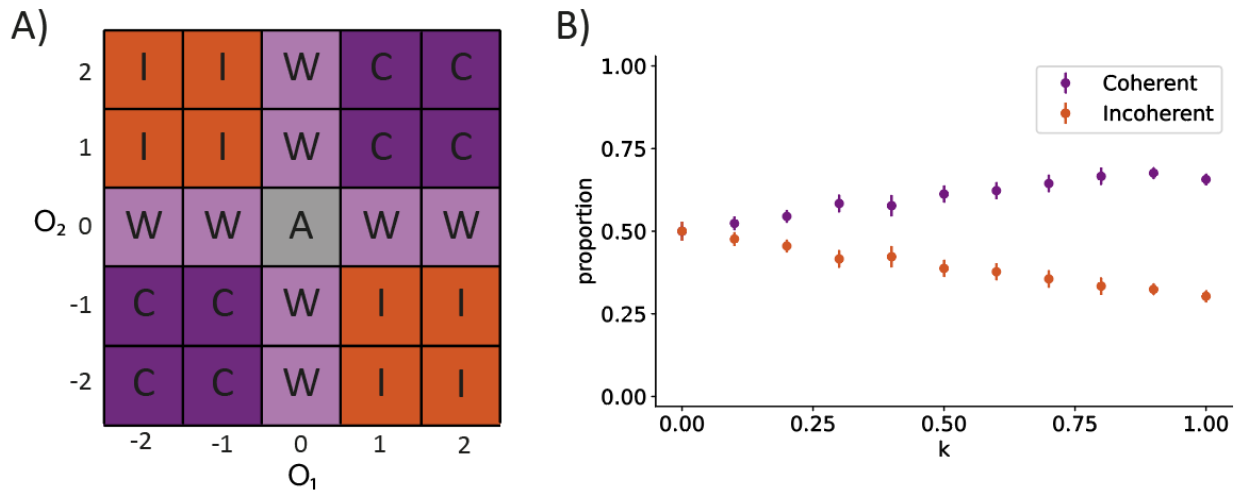 A)
2 I I W C C
1 I I W C C
O₂ 0 W W A W W
-1 C C W I I
-2 C C W I I
-2 -1 0 1 2
O₁
B)
1.00
0.75
0.50
0.25
0.00
proportion
Coherent
Incoherent
0.00 0.25 0.50 0.75 1.00
k